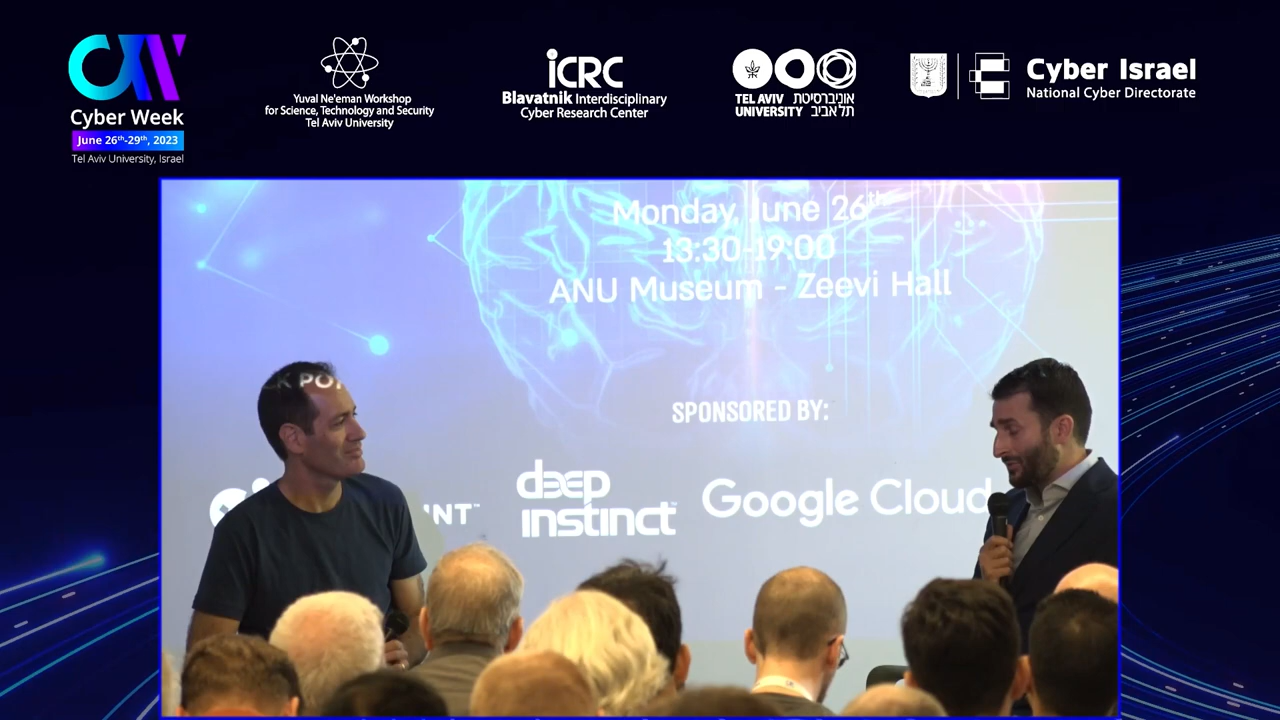 Cyber Week
June 26th-29th, 2023
Tel Aviv University, Israel
Yuval Ne'eman Workshop
for Science, Technology and Security
Tel Aviv University
iCRC
Blavatnik Interdisciplinary
Cyber Research Center
TEL AVIV אוניברסיטת
UNIVERSITY תל אביב
Cyber Israel
National Cyber Directorate
Monday, June 26th
13:30-19:00
ANU Museum - Zeevi Hall
SPONSORED BY:
deep
instinct™
Google Cloud